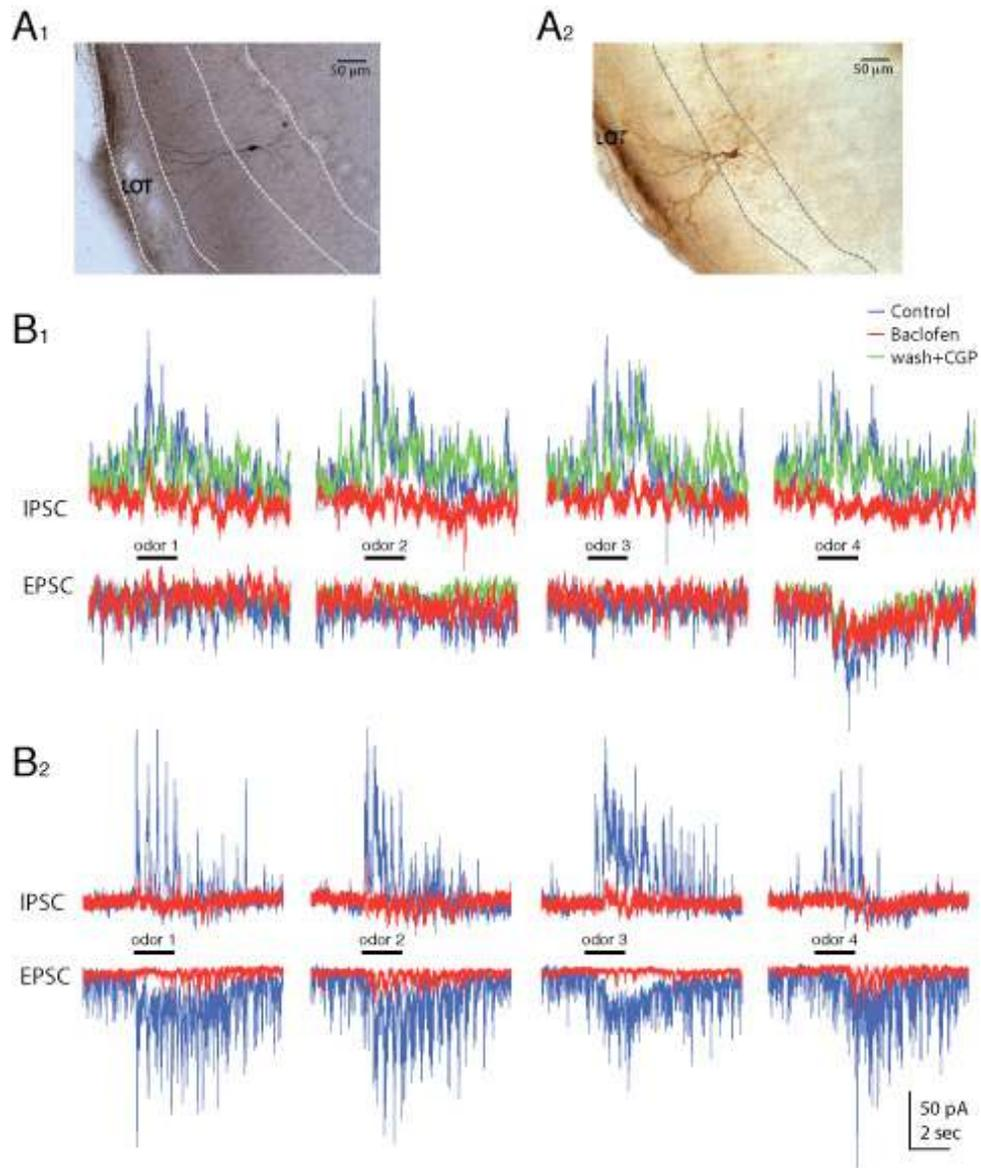 A1
A2
50 µm
50 µm
LOT
LOT
B1
Control
Baclofen
wash+CGP
IPSC
odor 1
odor 2
odor 3
odor 4
EPSC
B2
IPSC
odor 1
odor 2
odor 3
odor 4
EPSC
50 pA
2 sec